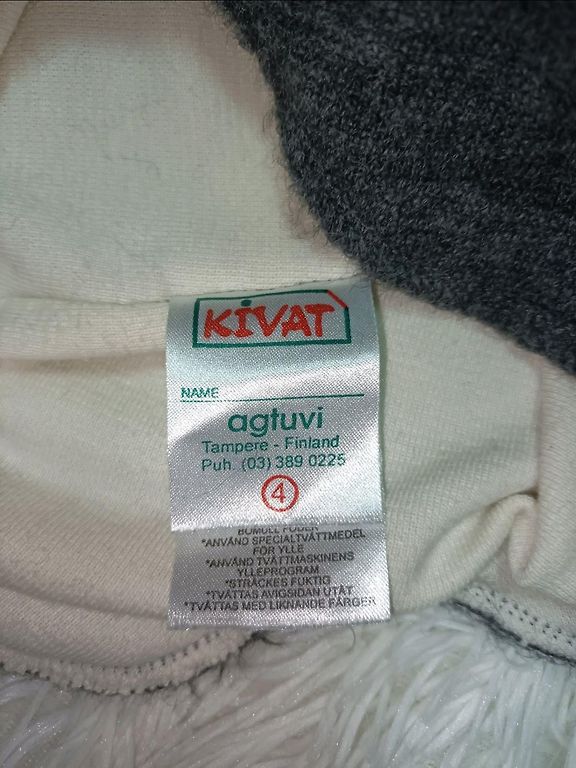 KIVAT
NAME
agtuvi
Tampere - Finland
Puh. (03) 389 0225
4
BOMULL FODER
*ANVÄND SPECIALTVÄTTMEDEL
FÖR YLLE
*ANVÄND TVÄTTMASKINENS
YLLEPROGRAM
*STRÄCKES FUKTIG
*TVÄTTAS AVIGSIDAN UTÅT
*TVÄTTAS MED LIKNANDE FÄRGER